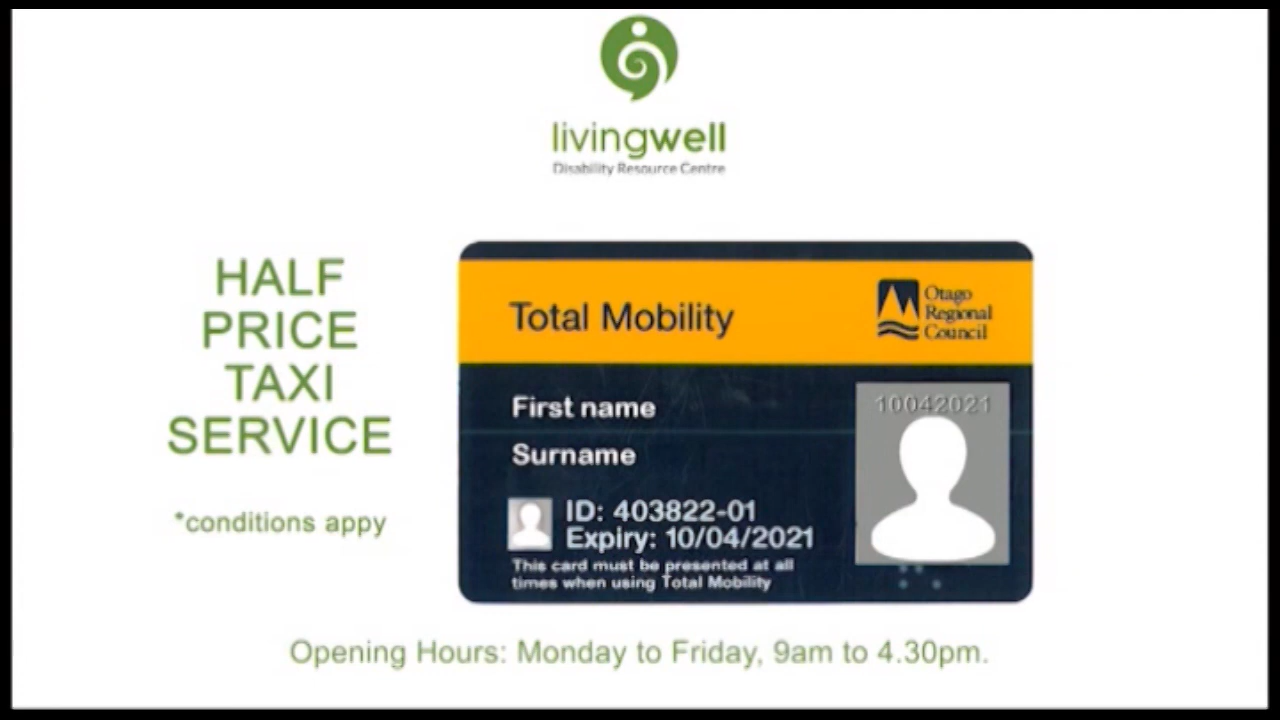 livingwell
Disability Resource Centre
HALF
PRICE
TAXI
SERVICE
*conditions appy
Total Mobility
Otago
Regional
Council
First name
Surname
10042021
ID: 403822-01
Expiry: 10/04/2021
This card must be presented at all
times when using Total Mobility
Opening Hours: Monday to Friday, 9am to 4.30pm.